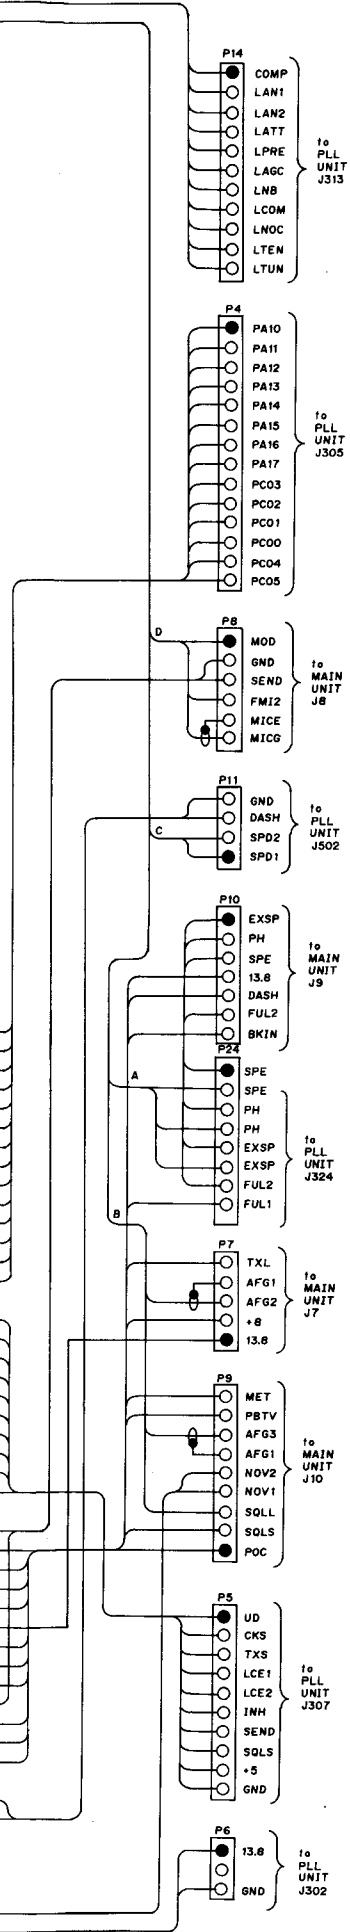 P14
COMP
LAN1
LAN2
LATT
LPRE
LAGC
LNB
LCOM
LNOC
LTEN
LTUN
to
PLL
UNIT
J313
P4
PA10
PA11
PA12
PA13
PA14
PA15
PA16
PA17
PC03
PC02
PC01
PC00
PC04
PC05
to
PLL
UNIT
J305
D
P8
MOD
GND
SEND
FMI2
MICE
MICG
to
MAIN
UNIT
J8
P11
GND
DASH
C
SPD2
SPD1
to
PLL
UNIT
J502
P10
EXSP
PH
SPE
13.8
DASH
FUL2
BKIN
to
MAIN
UNIT
J9
P24
A
SPE
SPE
PH
PH
EXSP
EXSP
FUL2
FUL1
to
PLL
UNIT
J324
B
P7
TXL
AFG1
AFG2
+8
13.8
to
MAIN
UNIT
J7
P9
MET
PBTV
AFG3
AFG1
NOV2
NOV1
SQLL
SQLS
POC
to
MAIN
UNIT
J10
P5
UD
CKS
TXS
LCE1
LCE2
INH
SEND
SQLS
+5
GND
to
PLL
UNIT
J307
P6
13.8
GND
to
PLL
UNIT
J302